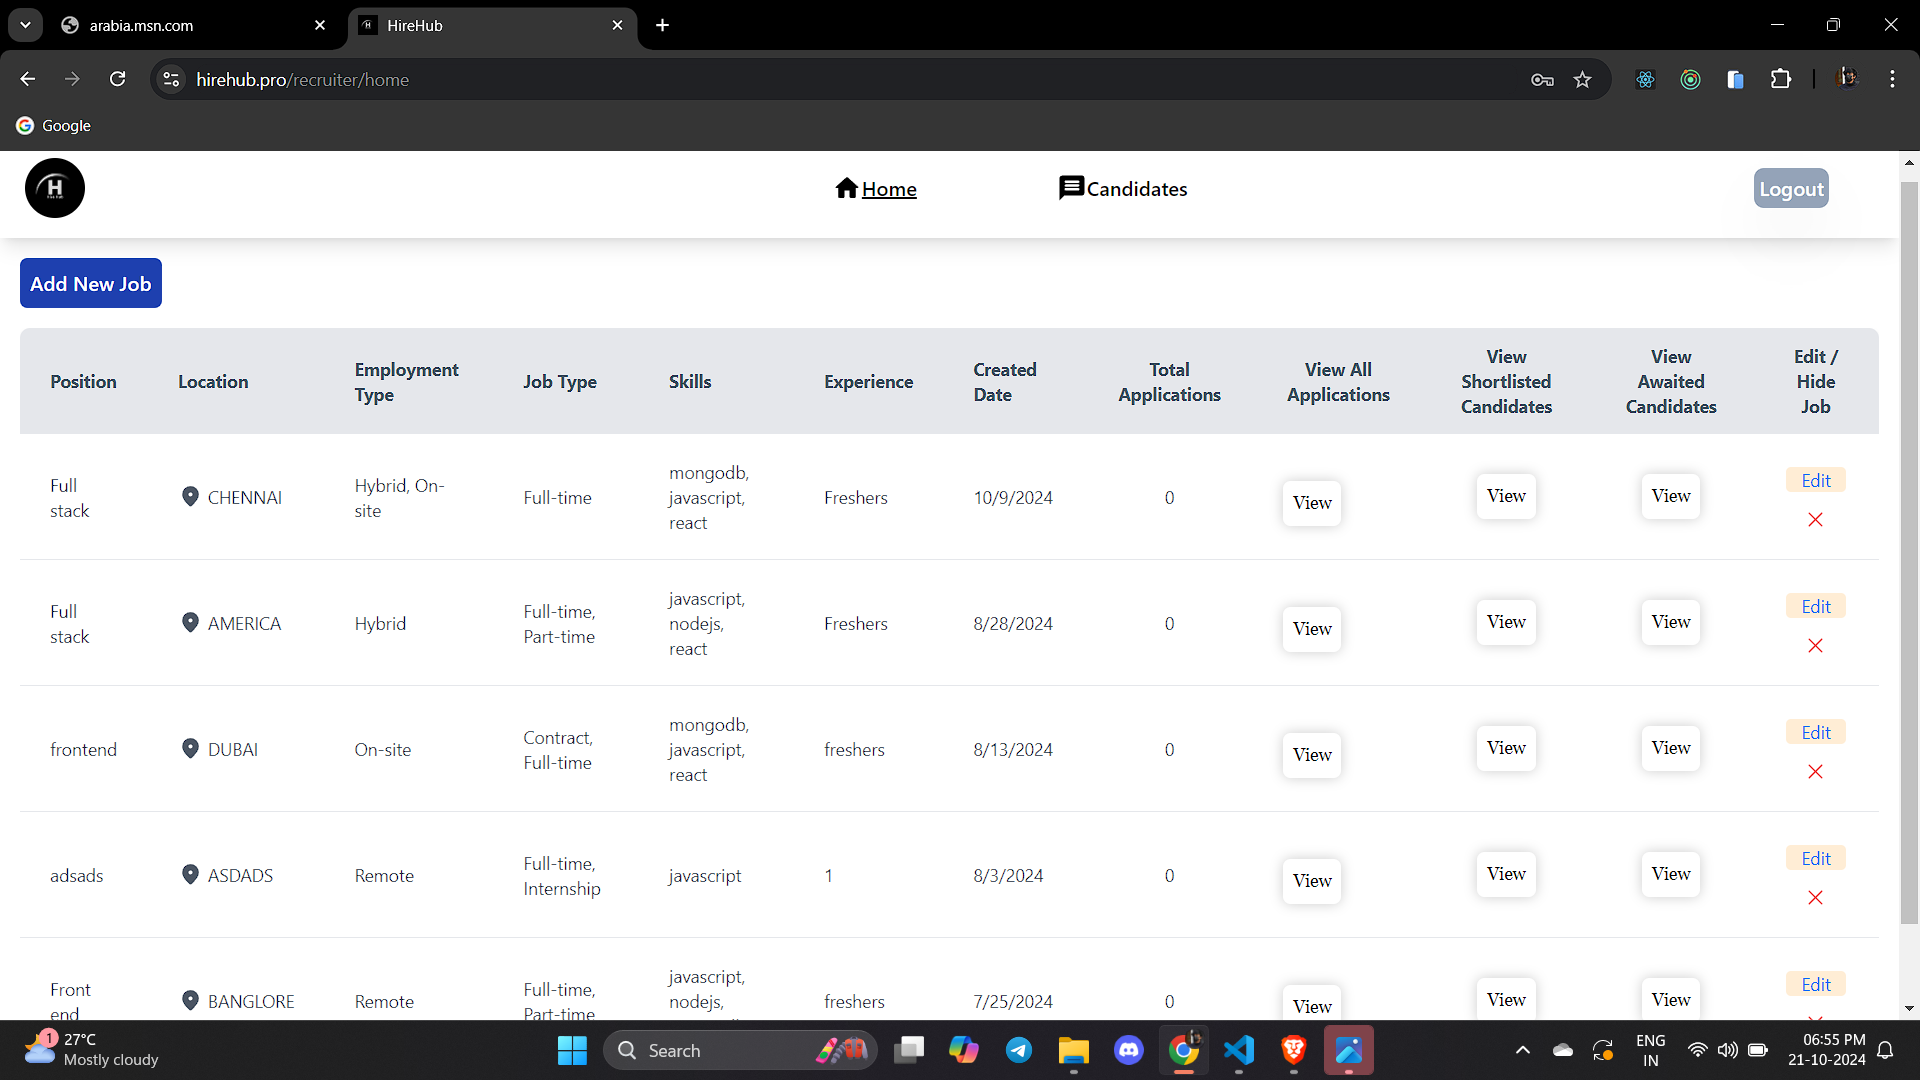 arabia.msn.com
HireHub
hirehub.pro/recruiter/home
Google
H
Home
Candidates
Logout
Add New Job
Position
Location
Employment
Type
Job Type
Skills
Experience
Created
Date
Total
Applications
View All
Applications
View
Shortlisted
Candidates
View
Awaited
Candidates
Edit /
Hide
Job
Full
stack
CHENNAI
Hybrid, On-
site
Full-time
mongodb,
javascript,
react
Freshers
10/9/2024
0
View
View
View
Edit
Full
stack
AMERICA
Hybrid
Full-time,
Part-time
javascript,
nodejs,
react
Freshers
8/28/2024
0
View
View
View
Edit
frontend
DUBAI
On-site
Contract,
Full-time
mongodb,
javascript,
react
freshers
8/13/2024
0
View
View
View
Edit
adsads
ASDADS
Remote
Full-time,
Internship
javascript
1
8/3/2024
0
View
View
View
Edit
Front
end
BANGLORE
Remote
Full-time,
Part-time
javascript,
nodejs,
freshers
7/25/2024
0
View
View
View
Edit
1
27°C
Mostly cloudy
Search
ENG
IN
06:55 PM
21-10-2024